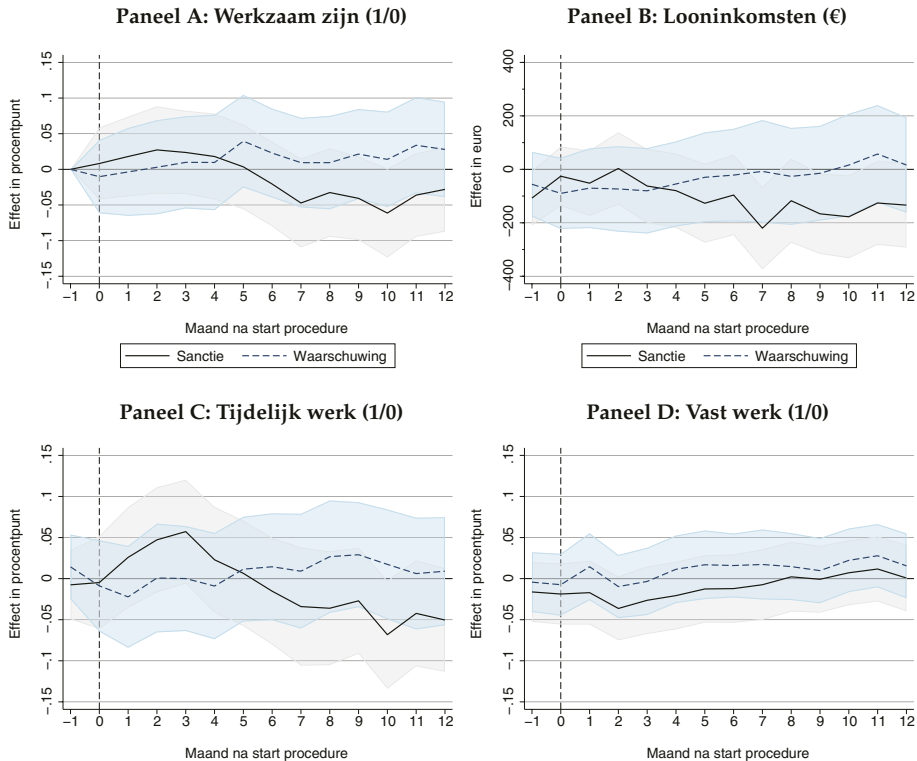 Paneel A: Werkzaam zijn (1/0)
Effect in procentpunt
.15
.1
.05
0
-.05
-.1
-.15
-1 0 1 2 3 4 5 6 7 8 9 10 11 12
Maand na start procedure
Sanctie Waarschuwing
Paneel B: Looninkomsten (€)
Effect in euro
400
200
0
-200
-400
-1 0 1 2 3 4 5 6 7 8 9 10 11 12
Maand na start procedure
Sanctie Waarschuwing
Paneel C: Tijdelijk werk (1/0)
Effect in procentpunt
.15
.1
.05
0
-.05
-.1
-.15
-1 0 1 2 3 4 5 6 7 8 9 10 11 12
Maand na start procedure
Paneel D: Vast werk (1/0)
Effect in procentpunt
.15
.1
.05
0
-.05
-.1
-.15
-1 0 1 2 3 4 5 6 7 8 9 10 11 12
Maand na start procedure